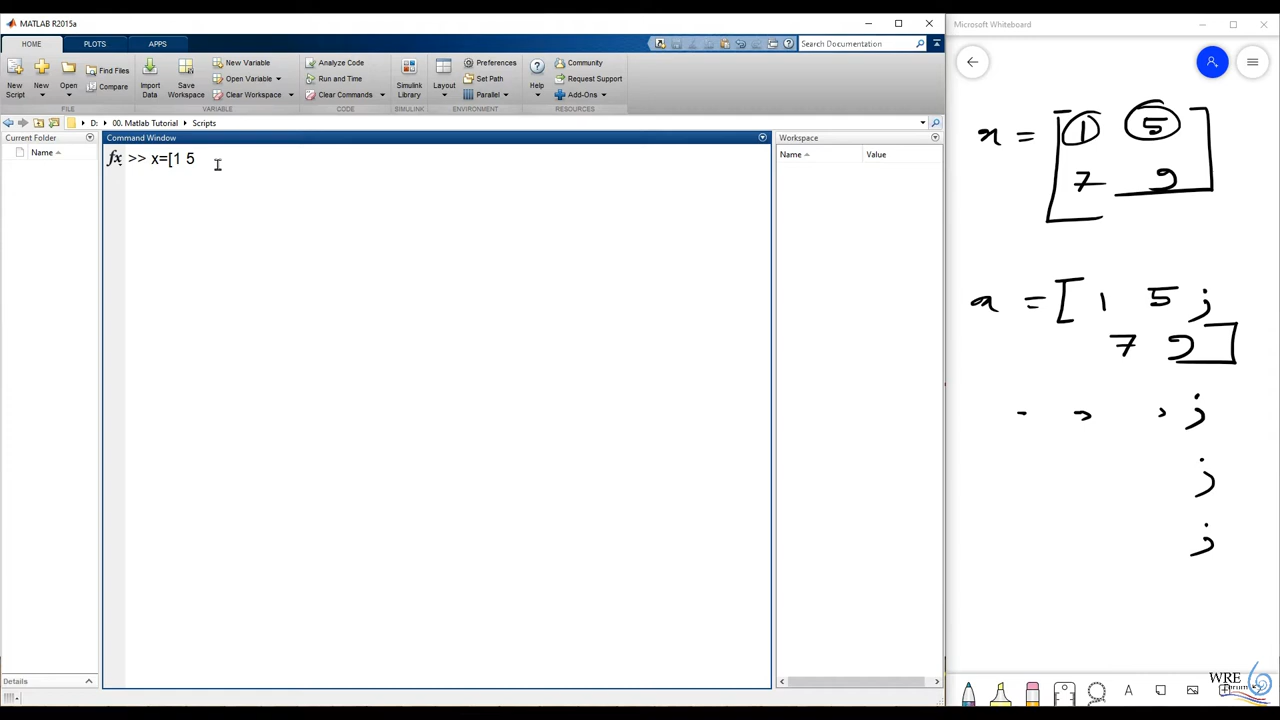 MATLAB R2015a
HOME PLOTS APPS
Search Documentation
New Script
New
Open
Find Files
Compare
FILE
Import Data
Save Workspace
New Variable
Open Variable
Clear Workspace
VARIABLE
Analyze Code
Run and Time
Clear Commands
CODE
Simulink Library
SIMULINK
Layout
Preferences
Set Path
Parallel
ENVIRONMENT
Help
Community
Request Support
Add-Ons
RESOURCES
D: ▸ 00. Matlab Tutorial ▸ Scripts
Current Folder
Name
Details
Command Window
fx >> x=[1 5
Workspace
Name Value
Microsoft Whiteboard
x = [ 1 5
7 9 ]
x = [ 1 5 ;
7 9 ]
;
;
;
WRE
Forum